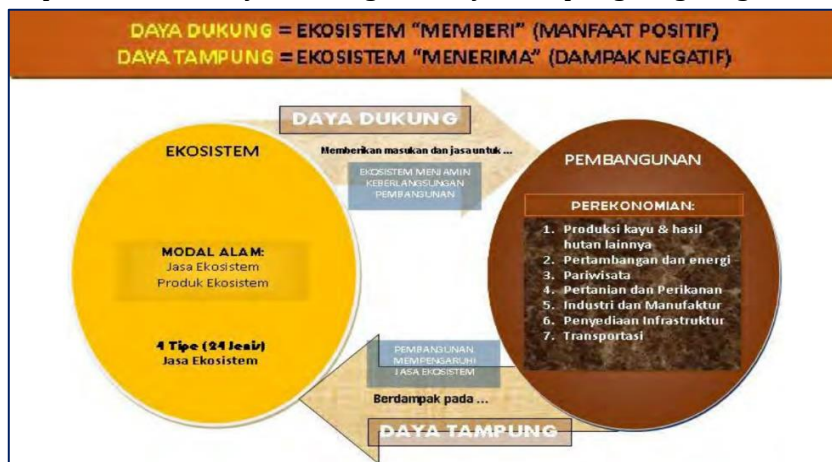 DAYA DUKUNG = EKOSISTEM "MEMBERI" (MANFAAT POSITIF)
DAYA TAMPUNG = EKOSISTEM "MENERIMA" (DAMPAK NEGATIF)
DAYA DUKUNG
Memberikan masukan dan jasa untuk ...
EKOSISTEM MENJAMIN
KEBERLANGSUNGAN
PEMBANGUNAN
EKOSISTEM
MODAL ALAM:
Jasa Ekosistem
Produk Ekosistem
4 Tipe (24 Jenis)
Jasa Ekosistem
PEMBANGUNAN
PEREKONOMIAN:
1. Produksi kayu & hasil
hutan lainnya
2. Pertambangan dan energi
3. Pariwisata
4. Pertanian dan Perikanan
5. Industri dan Manufaktur
6. Penyediaan Infrastruktur
7. Transportasi
PEMBANGUNAN
MEMPENGARUHI
JASA EKOSISTEM
Berdampak pada ...
DAYA TAMPUNG